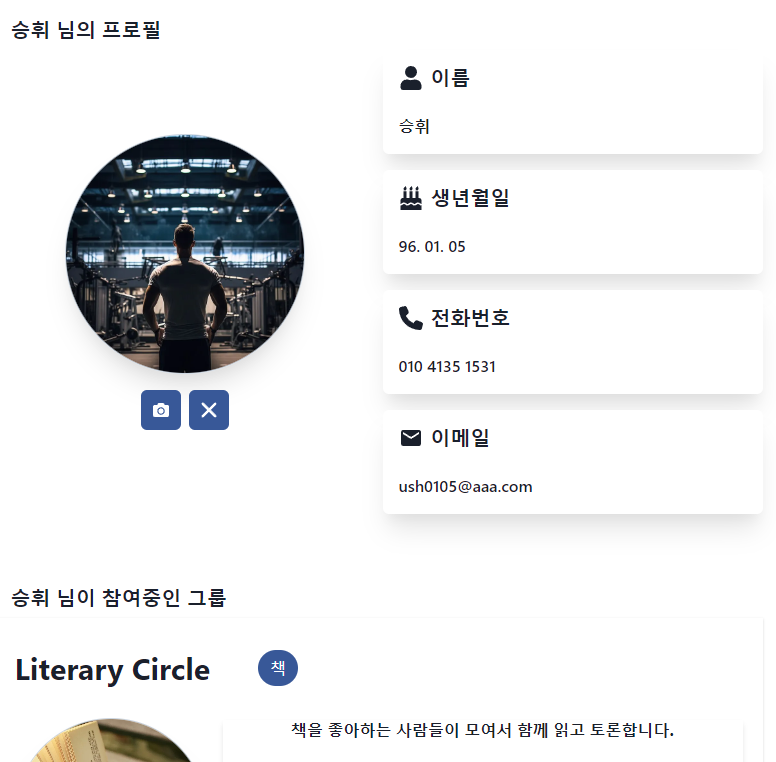 승휘 님의 프로필
이름
승휘
생년월일
96. 01. 05
전화번호
010 4135 1531
이메일
ush0105@aaa.com
승휘 님이 참여중인 그룹
Literary Circle
책
책을 좋아하는 사람들이 모여서 함께 읽고 토론합니다.